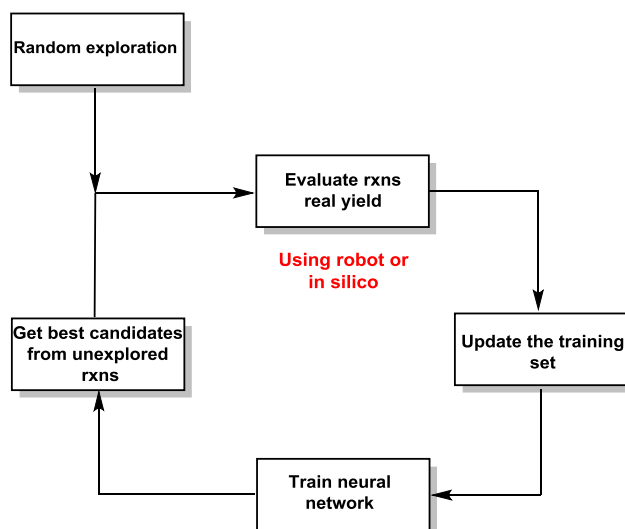 Random exploration
Evaluate rxns
real yield
Using robot or
in silico
Update the training
set
Train neural
network
Get best candidates
from unexplored
rxns